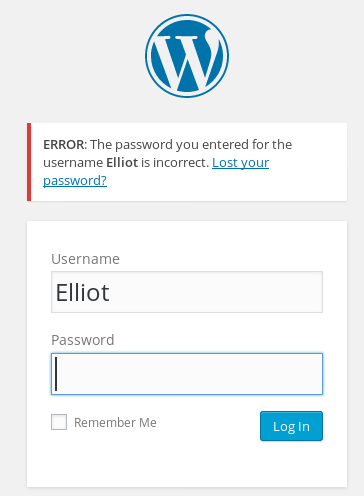 ERROR: The password you entered for the
username Elliot is incorrect. Lost your
password?
Username
Elliot
Password
Remember Me
Log In